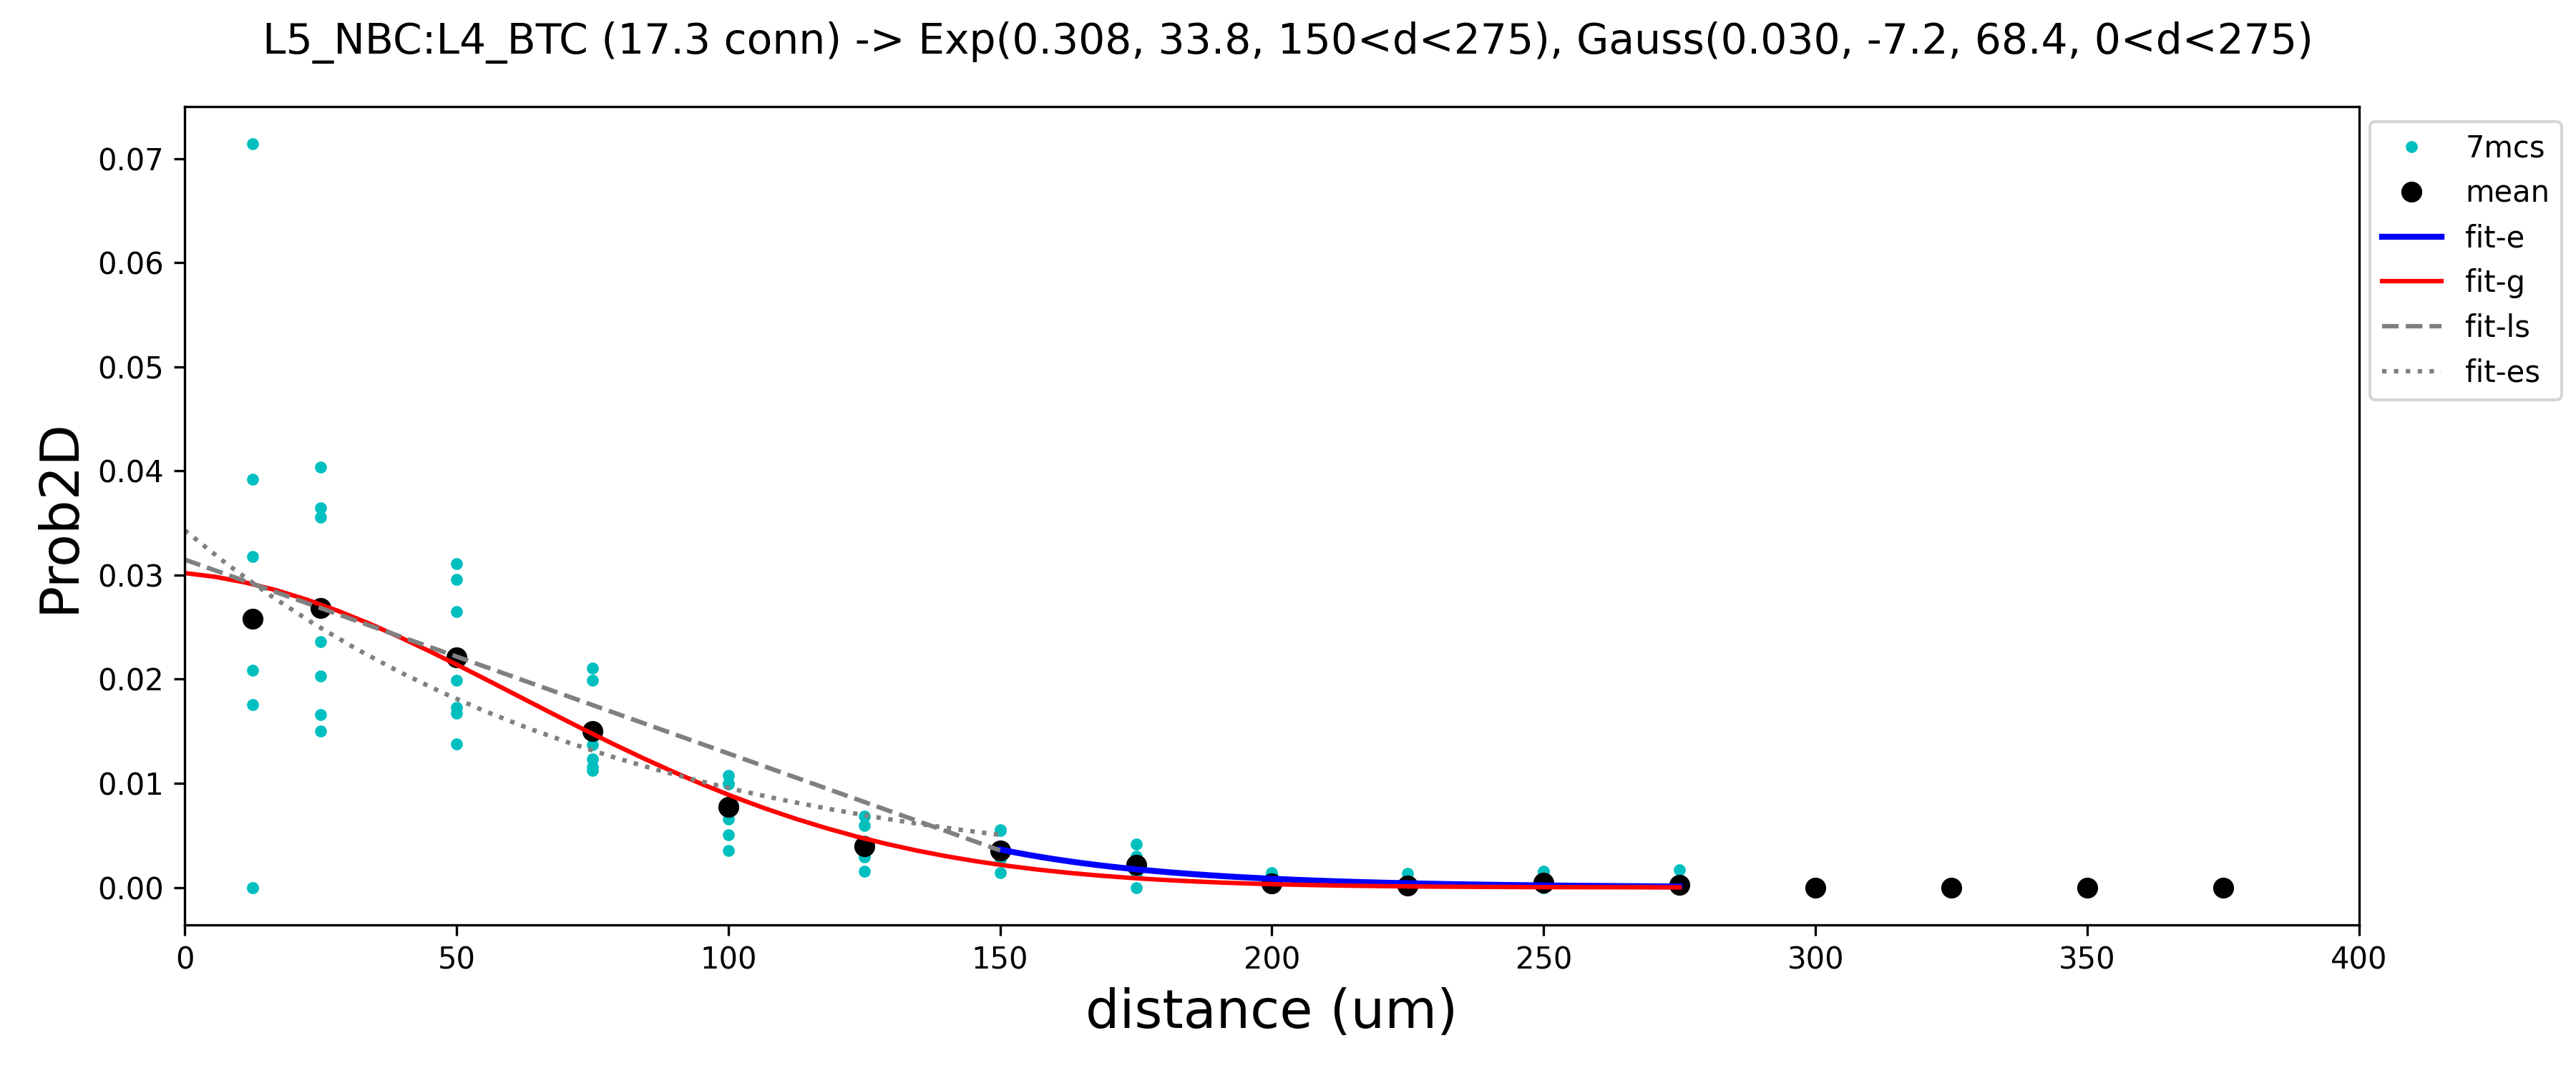 L5_NBC:L4_BTC (17.3 conn) -> Exp(0.308, 33.8, 150<d<275), Gauss(0.030, -7.2, 68.4, 0<d<275)
Prob2D
0.07
0.06
0.05
0.04
0.03
0.02
0.01
0.00
0 50 100 150 200 250 300 350 400
distance (um)
7mcs
mean
fit-e
fit-g
fit-ls
fit-es